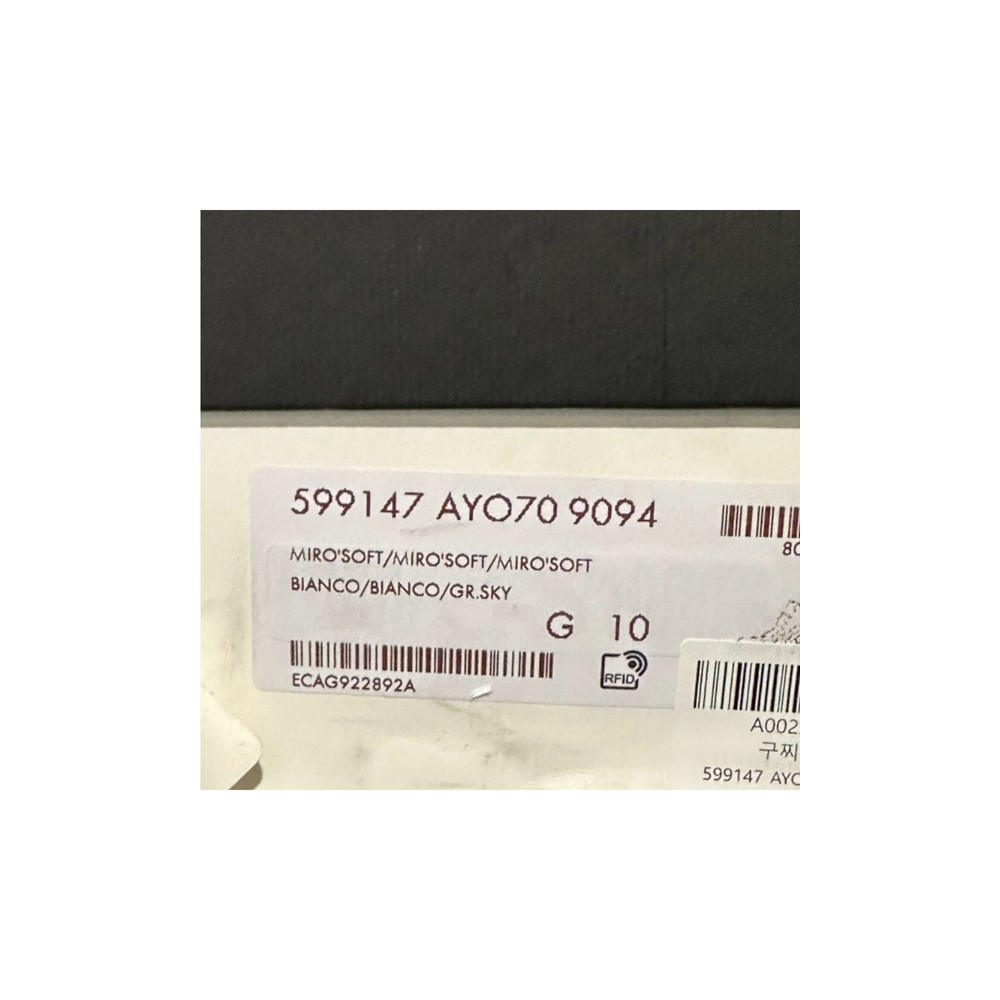 599147 AYO70 9094
MIRO'SOFT/MIRO'SOFT/MIRO'SOFT
BIANCO/BIANCO/GR.SKY
G 10
ECAG922892A
RFID
구찌
599147